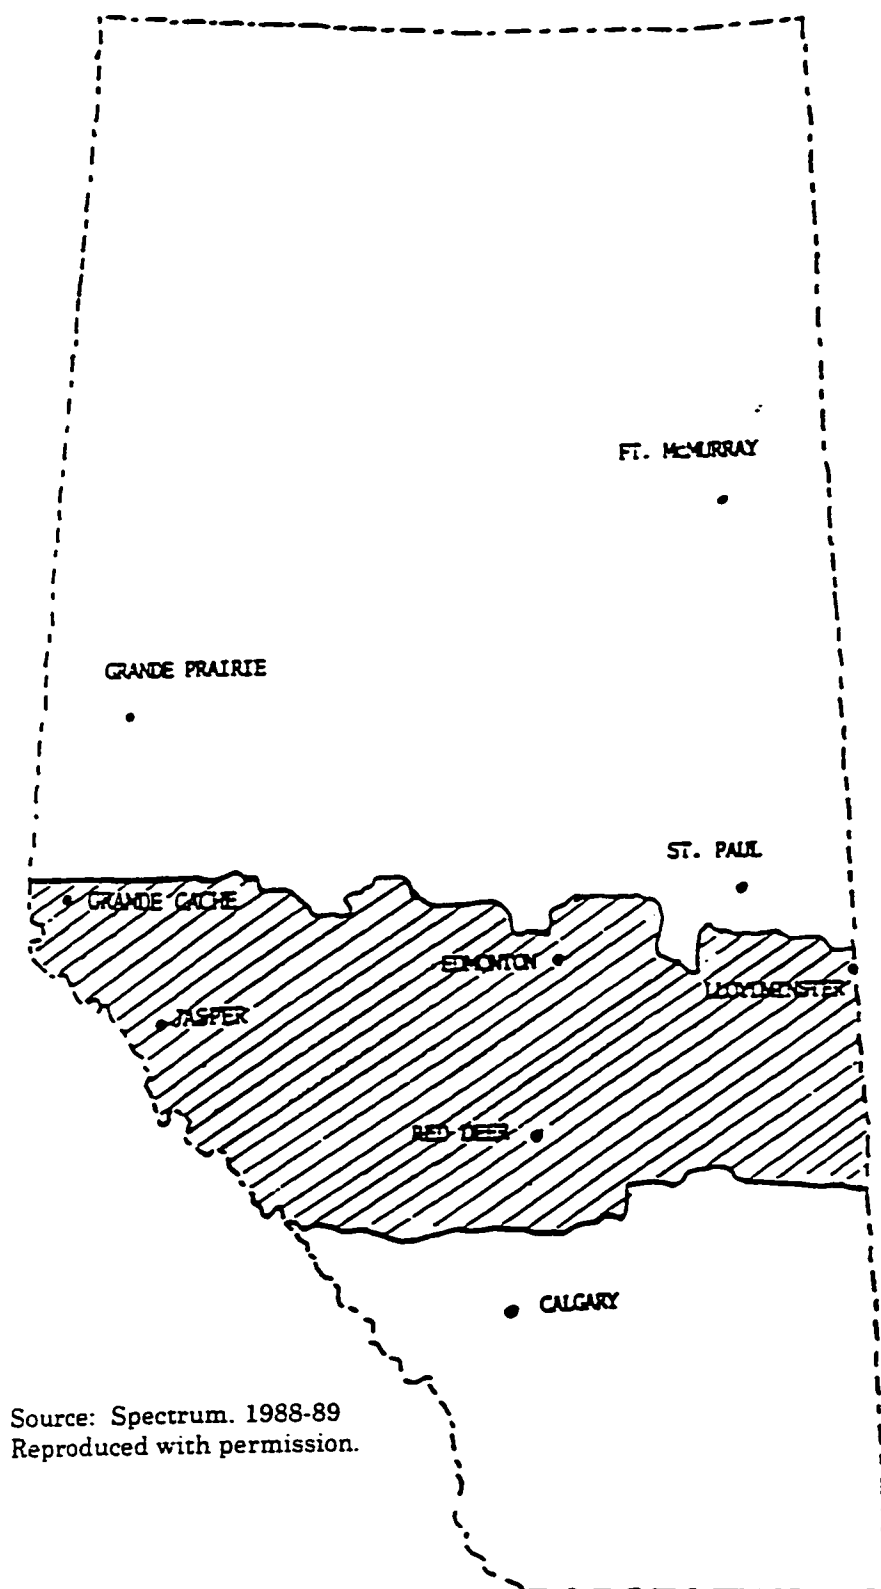 FT. McMURRAY
GRANDE PRAIRIE
ST. PAUL
GRANDE CACHE
EDMONTON
LLOYDMINSTER
JASPER
RED DEER
CALGARY
Source: Spectrum. 1988-89
Reproduced with permission.